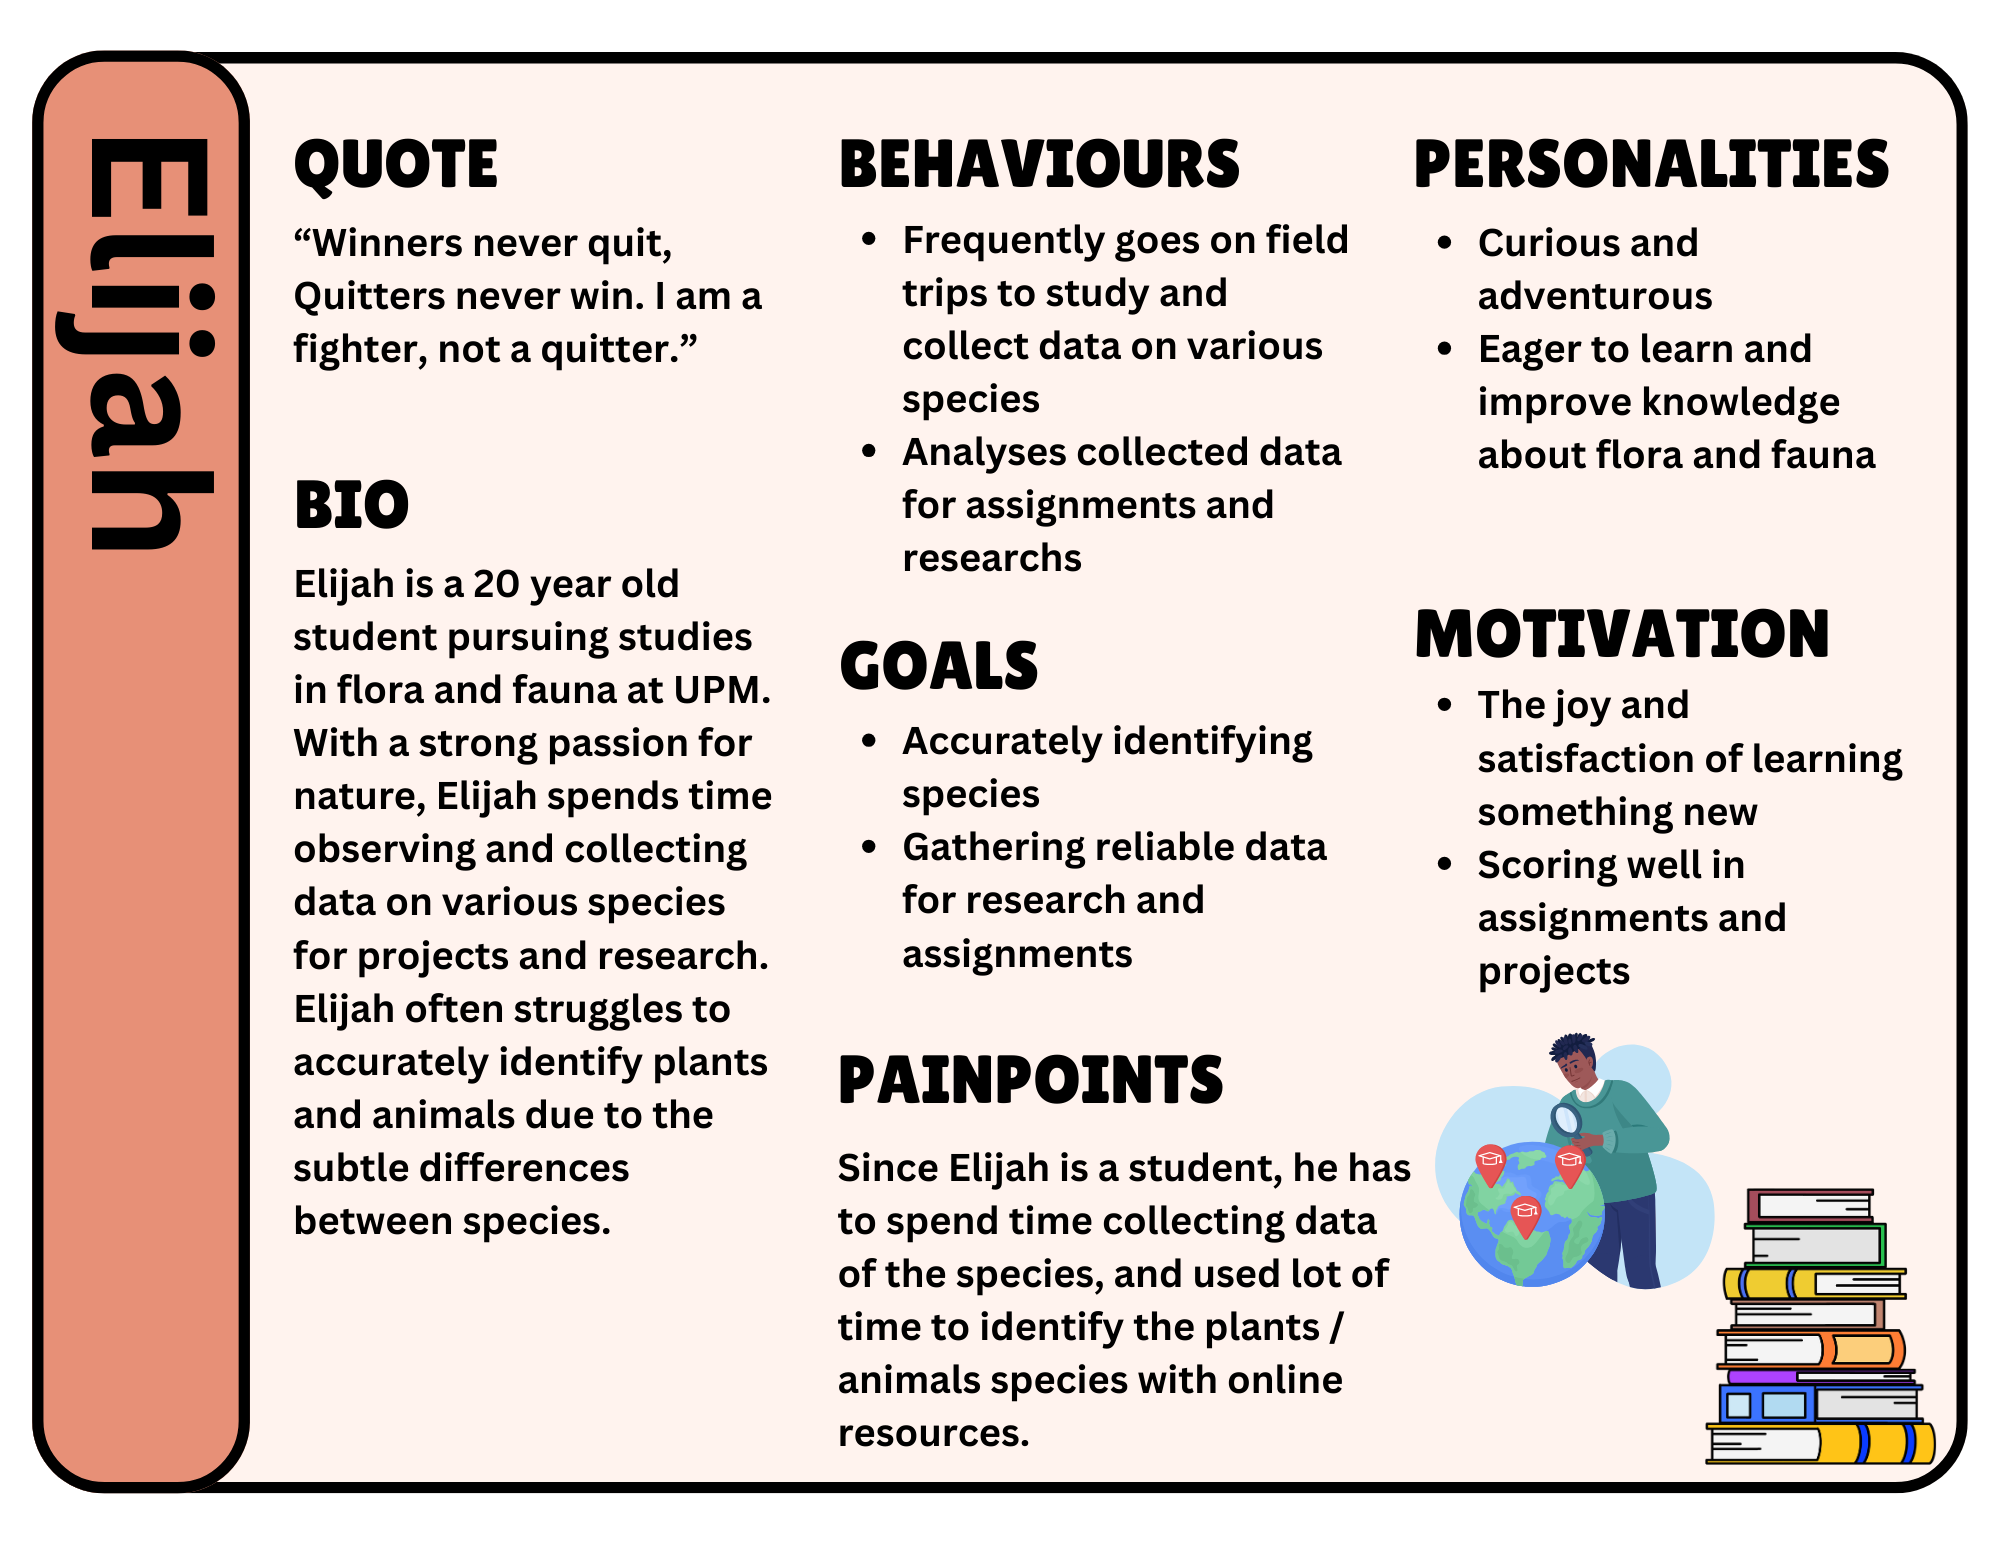 Elijah
QUOTE
“Winners never quit,
Quitters never win. I am a
fighter, not a quitter.”
BIO
Elijah is a 20 year old
student pursuing studies
in flora and fauna at UPM.
With a strong passion for
nature, Elijah spends time
observing and collecting
data on various species
for projects and research.
Elijah often struggles to
accurately identify plants
and animals due to the
subtle differences
between species.
BEHAVIOURS
• Frequently goes on field
trips to study and
collect data on various
species
• Analyses collected data
for assignments and
researchs
GOALS
• Accurately identifying
species
• Gathering reliable data
for research and
assignments
PAINPOINTS
Since Elijah is a student, he has
to spend time collecting data
of the species, and used lot of
time to identify the plants /
animals species with online
resources.
PERSONALITIES
• Curious and
adventurous
• Eager to learn and
improve knowledge
about flora and fauna
MOTIVATION
• The joy and
satisfaction of learning
something new
• Scoring well in
assignments and
projects